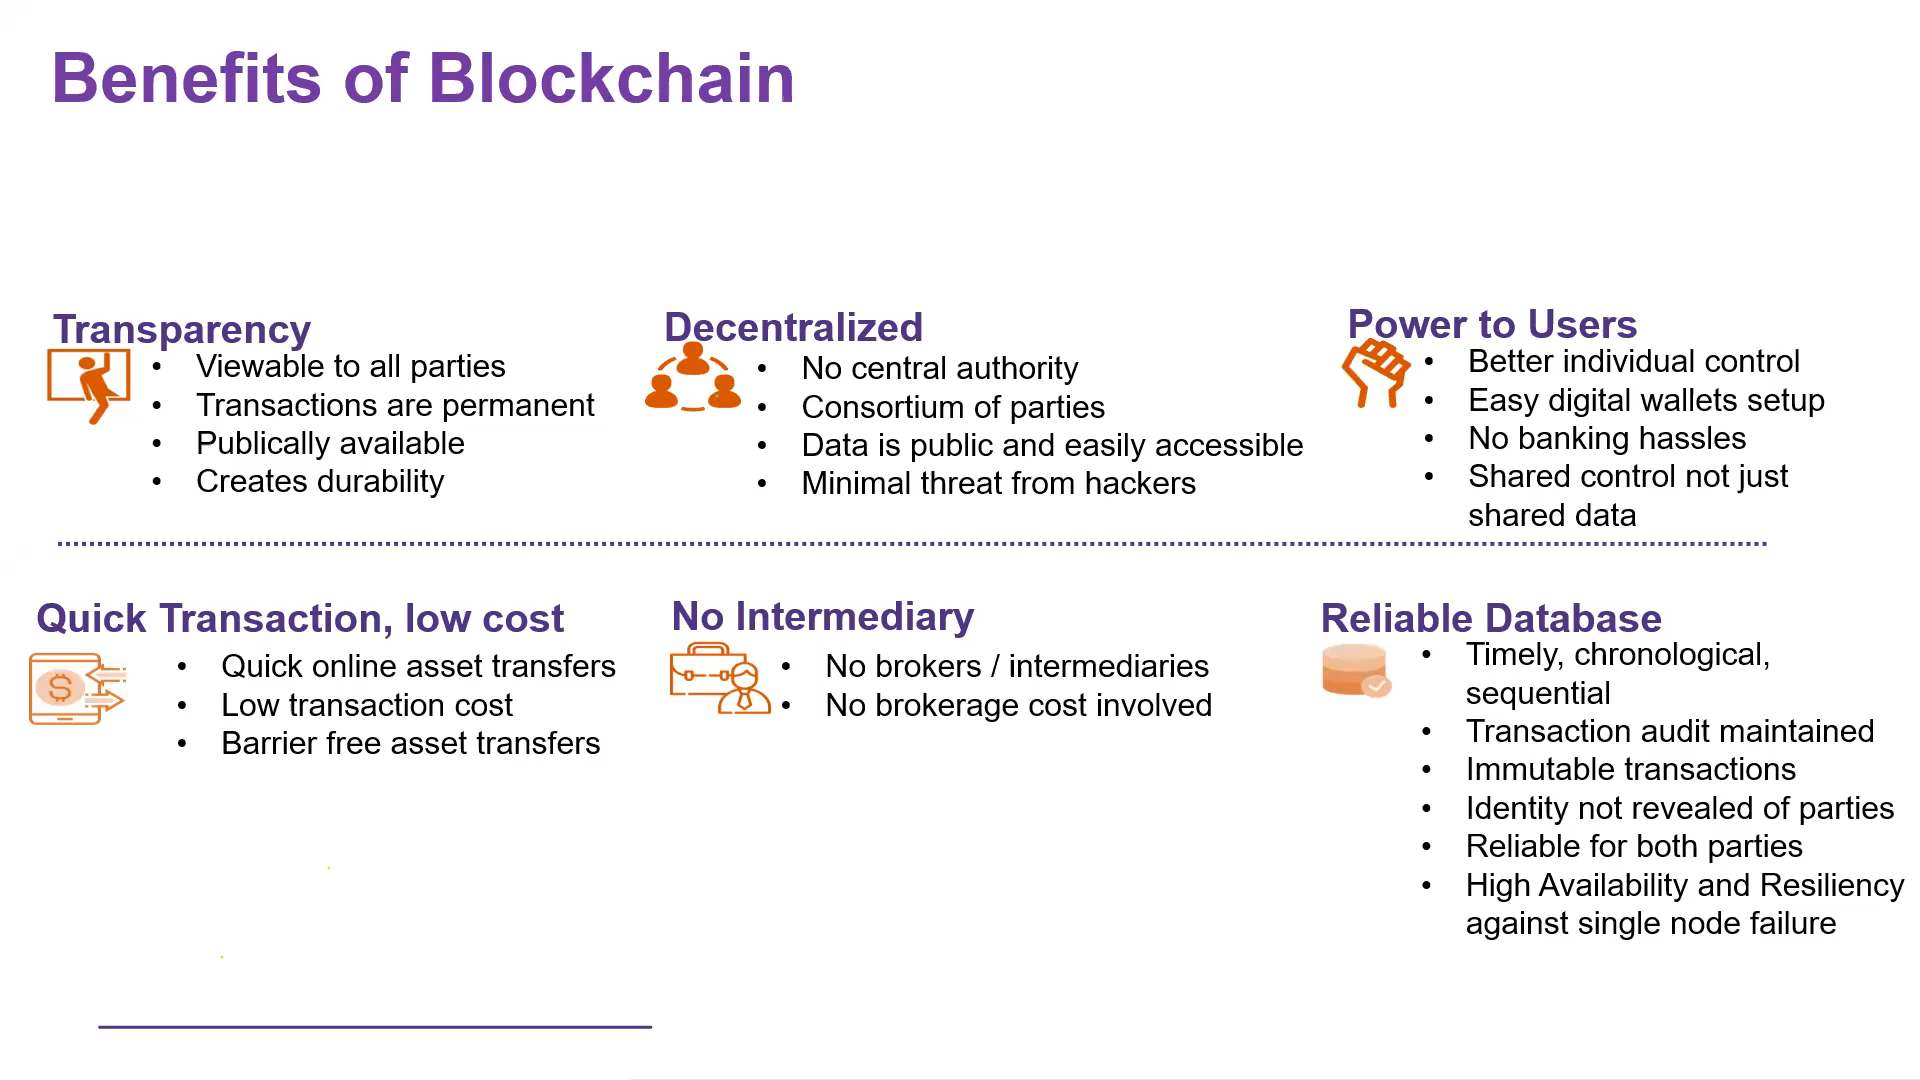 Benefits of Blockchain
Transparency
• Viewable to all parties
• Transactions are permanent
• Publically available
• Creates durability
Decentralized
• No central authority
• Consortium of parties
• Data is public and easily accessible
• Minimal threat from hackers
Power to Users
• Better individual control
• Easy digital wallets setup
• No banking hassles
• Shared control not just
shared data
Quick Transaction, low cost
• Quick online asset transfers
• Low transaction cost
• Barrier free asset transfers
No Intermediary
• No brokers / intermediaries
• No brokerage cost involved
Reliable Database
• Timely, chronological,
sequential
• Transaction audit maintained
• Immutable transactions
• Identity not revealed of parties
• Reliable for both parties
• High Availability and Resiliency
against single node failure